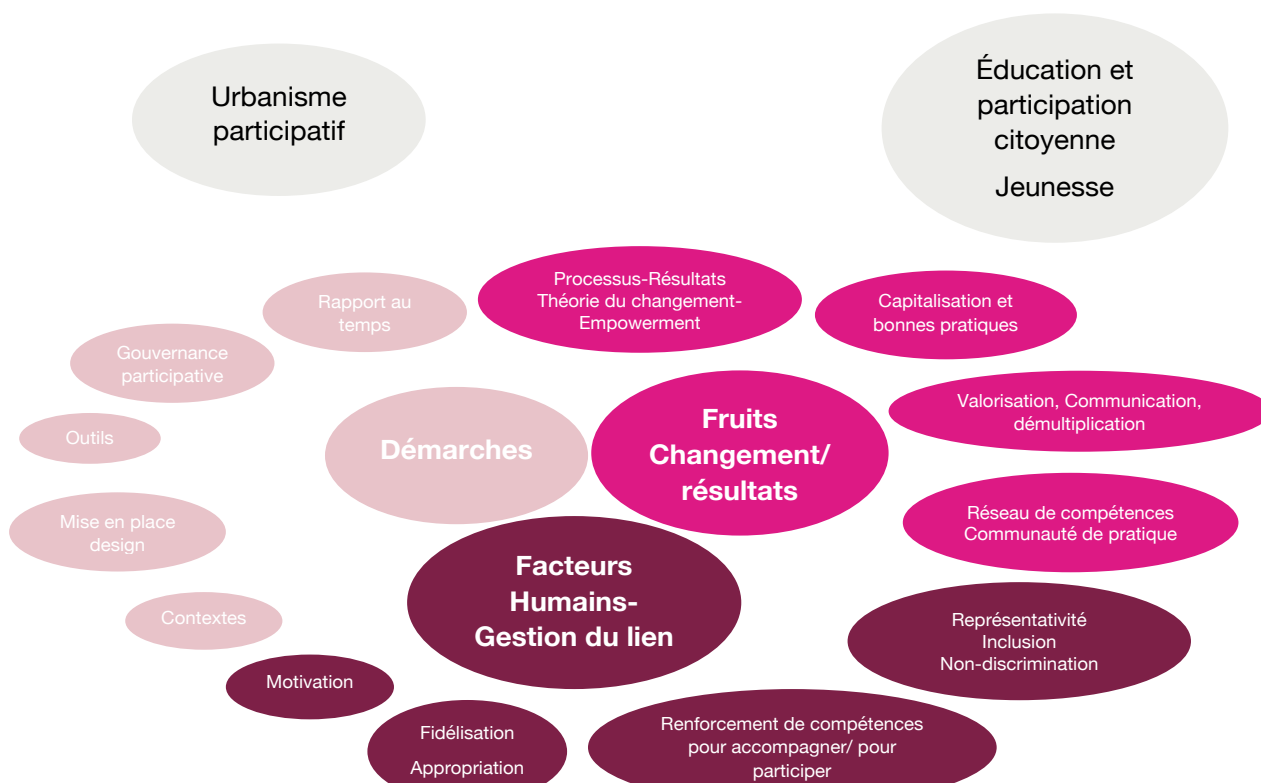 Urbanisme
participatif
Éducation et
participation
citoyenne
Jeunesse
Processus-Résultats
Théorie du changement-
Empowerment
Rapport au
temps
Capitalisation et
bonnes pratiques
Gouvernance
participative
Valorisation, Communication,
démultiplication
Outils
Démarches
Fruits
Changement/
résultats
Mise en place
design
Réseau de compétences
Communauté de pratique
Facteurs
Humains-
Gestion du lien
Contextes
Représentativité
Inclusion
Non-discrimination
Motivation
Fidélisation
Appropriation
Renforcement de compétences
pour accompagner/ pour
participer